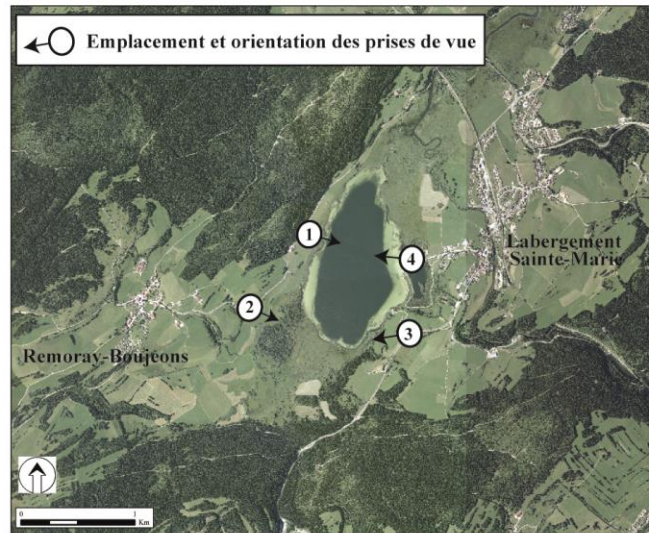 Emplacement et orientation des prises de vue
1
4
Labergement
Sainte-Marie
2
3
Remoray-Boujeons
0 1
Km